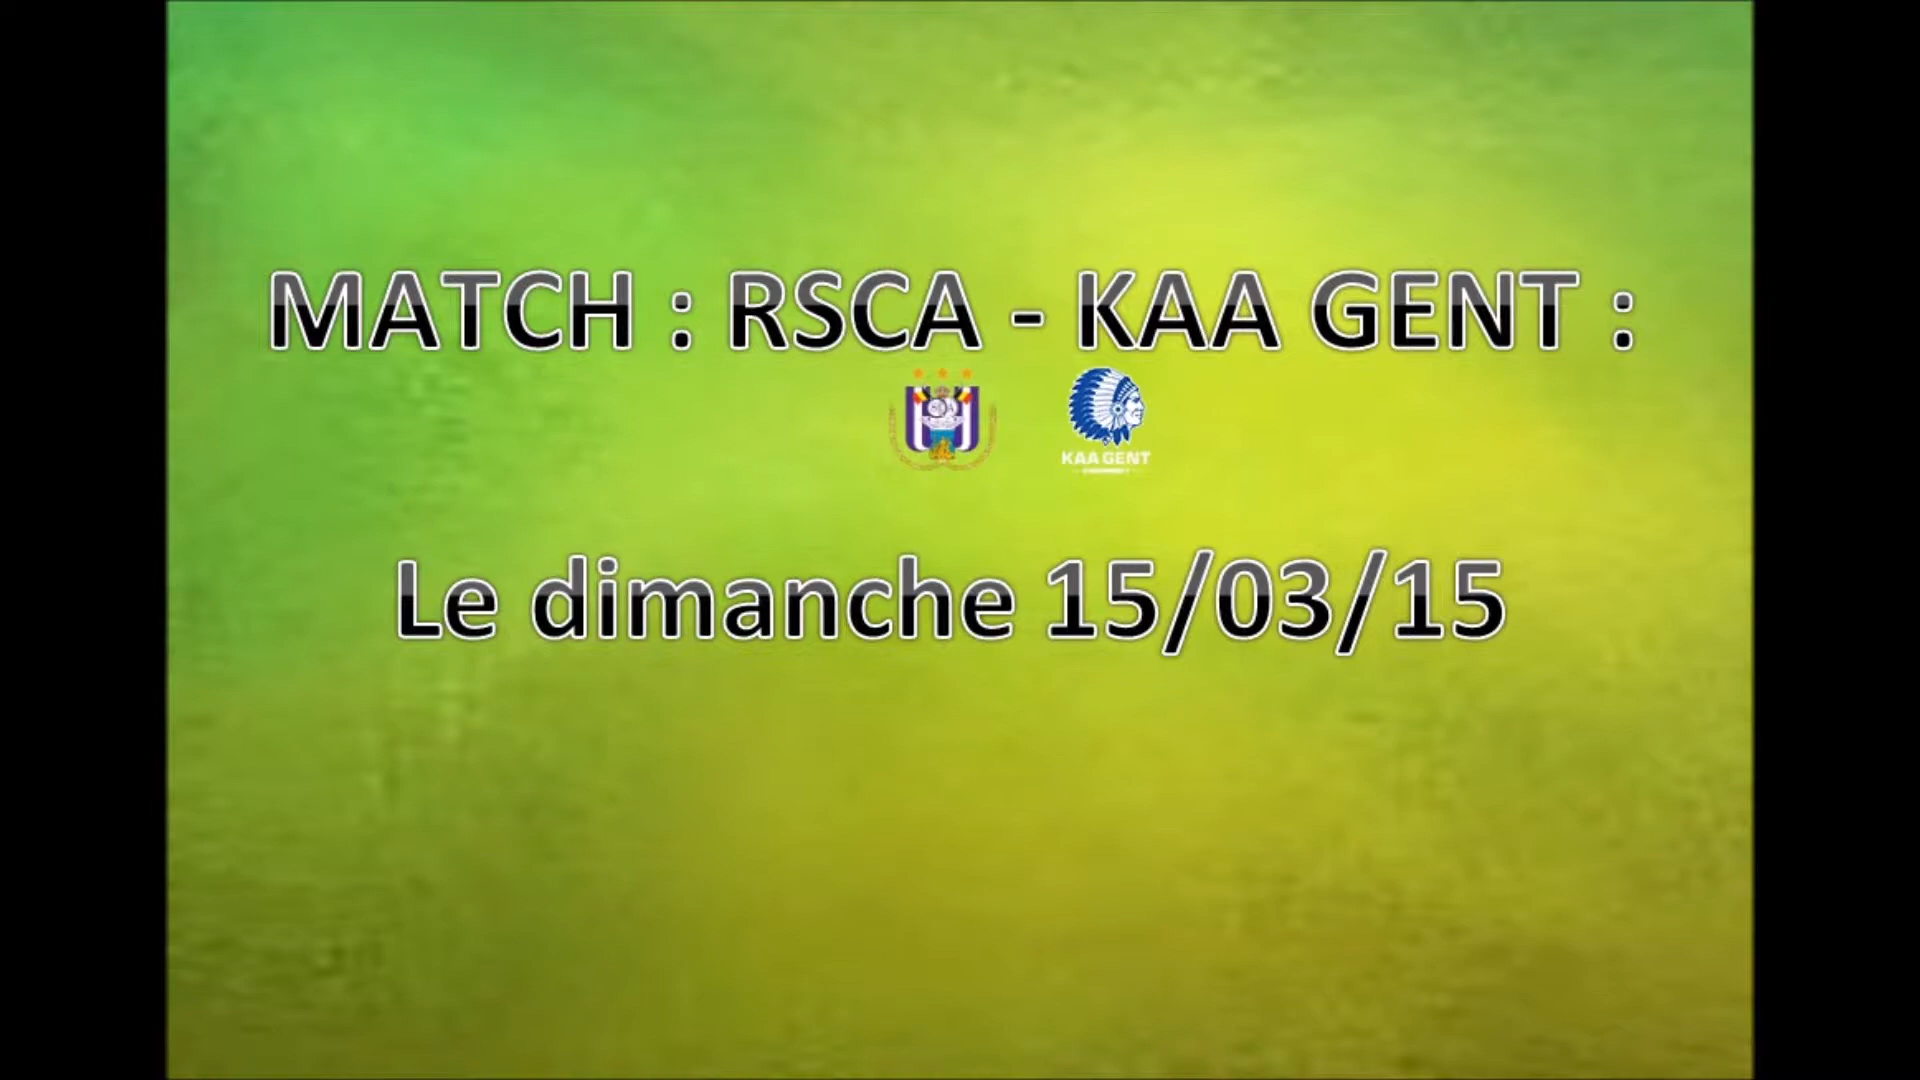 MATCH : RSCA - KAA GENT :
KAA GENT
Le dimanche 15/03/15